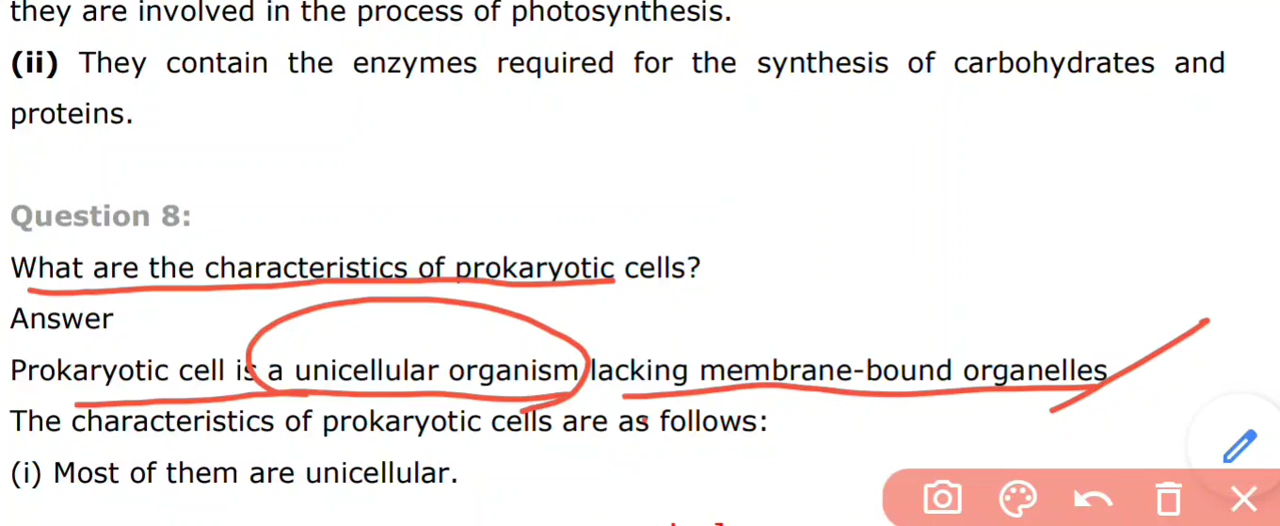 they are involved in the process of photosynthesis.
(ii) They contain the enzymes required for the synthesis of carbohydrates and
proteins.
Question 8:
What are the characteristics of prokaryotic cells?
Answer
Prokaryotic cell is a unicellular organism lacking membrane-bound organelles
The characteristics of prokaryotic cells are as follows:
(i) Most of them are unicellular.